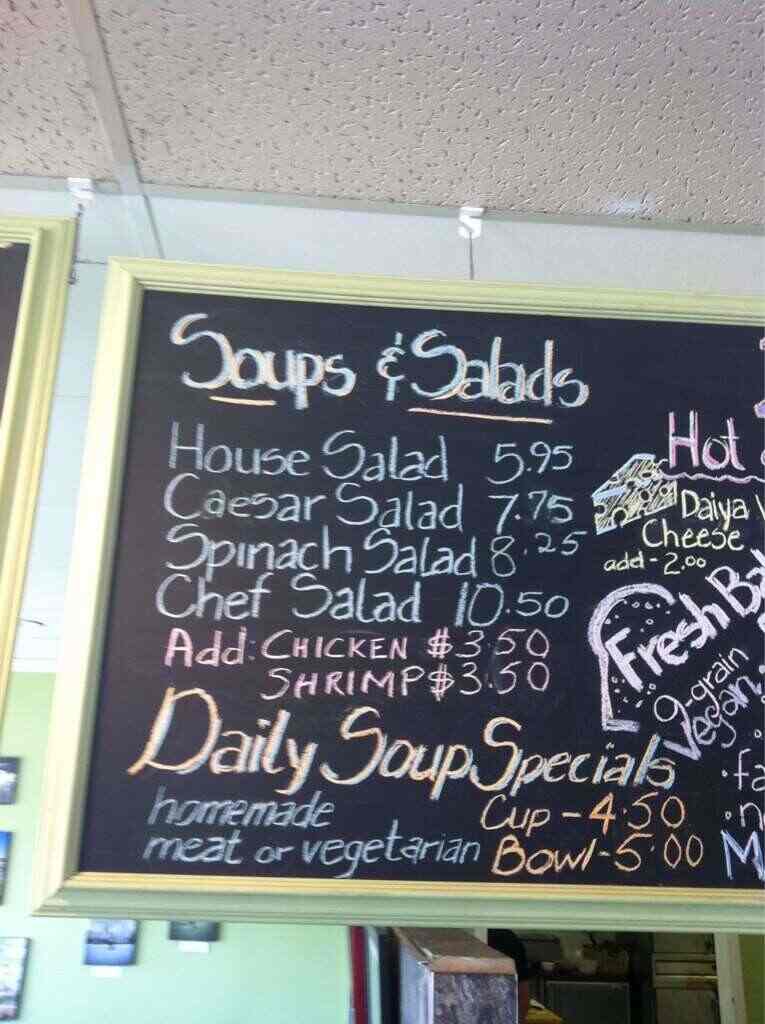 Soups & Salads
House Salad 5.95
Caesar Salad 7.75
Spinach Salad 8.25
Chef Salad 10.50
Add: CHICKEN $3.50
SHRIMP $3.50
Daily Soup Specials
homemade Cup - 4.50
meat or vegetarian Bowl - 5.00
Hot
Daiya
Cheese
add - 2.00
Fresh
9-grain
Vegan